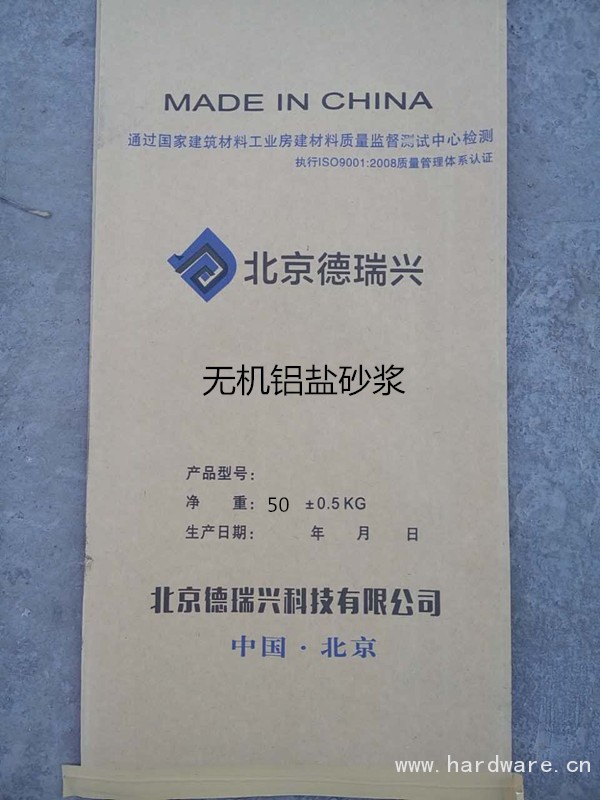 MADE IN CHINA
通过国家建筑材料工业房建材料质量监督测试中心检测
执行ISO9001:2008质量管理体系认证
北京德瑞兴
无机铝盐砂浆
产品型号:
净 重: 50 ±0.5KG
生产日期: 年 月 日
北京德瑞兴科技有限公司
中国·北京
www.hardware.cn